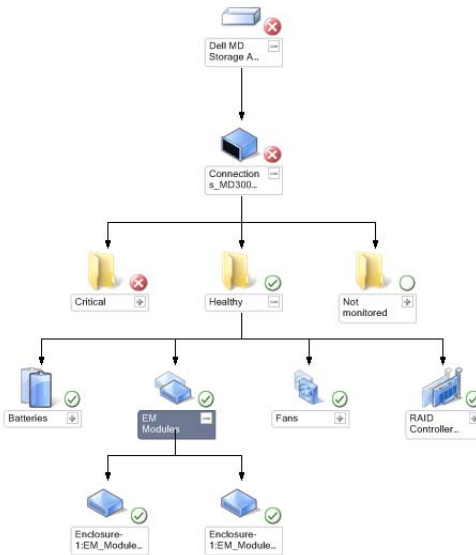 Dell MD
Storage A..
Connection
s_MD300...
Critical
Healthy
Not
monitored
Batteries
EM
Modules
Fans
RAID
Controller...
Enclosure-
1:EM_Module...
Enclosure-
1:EM_Module...